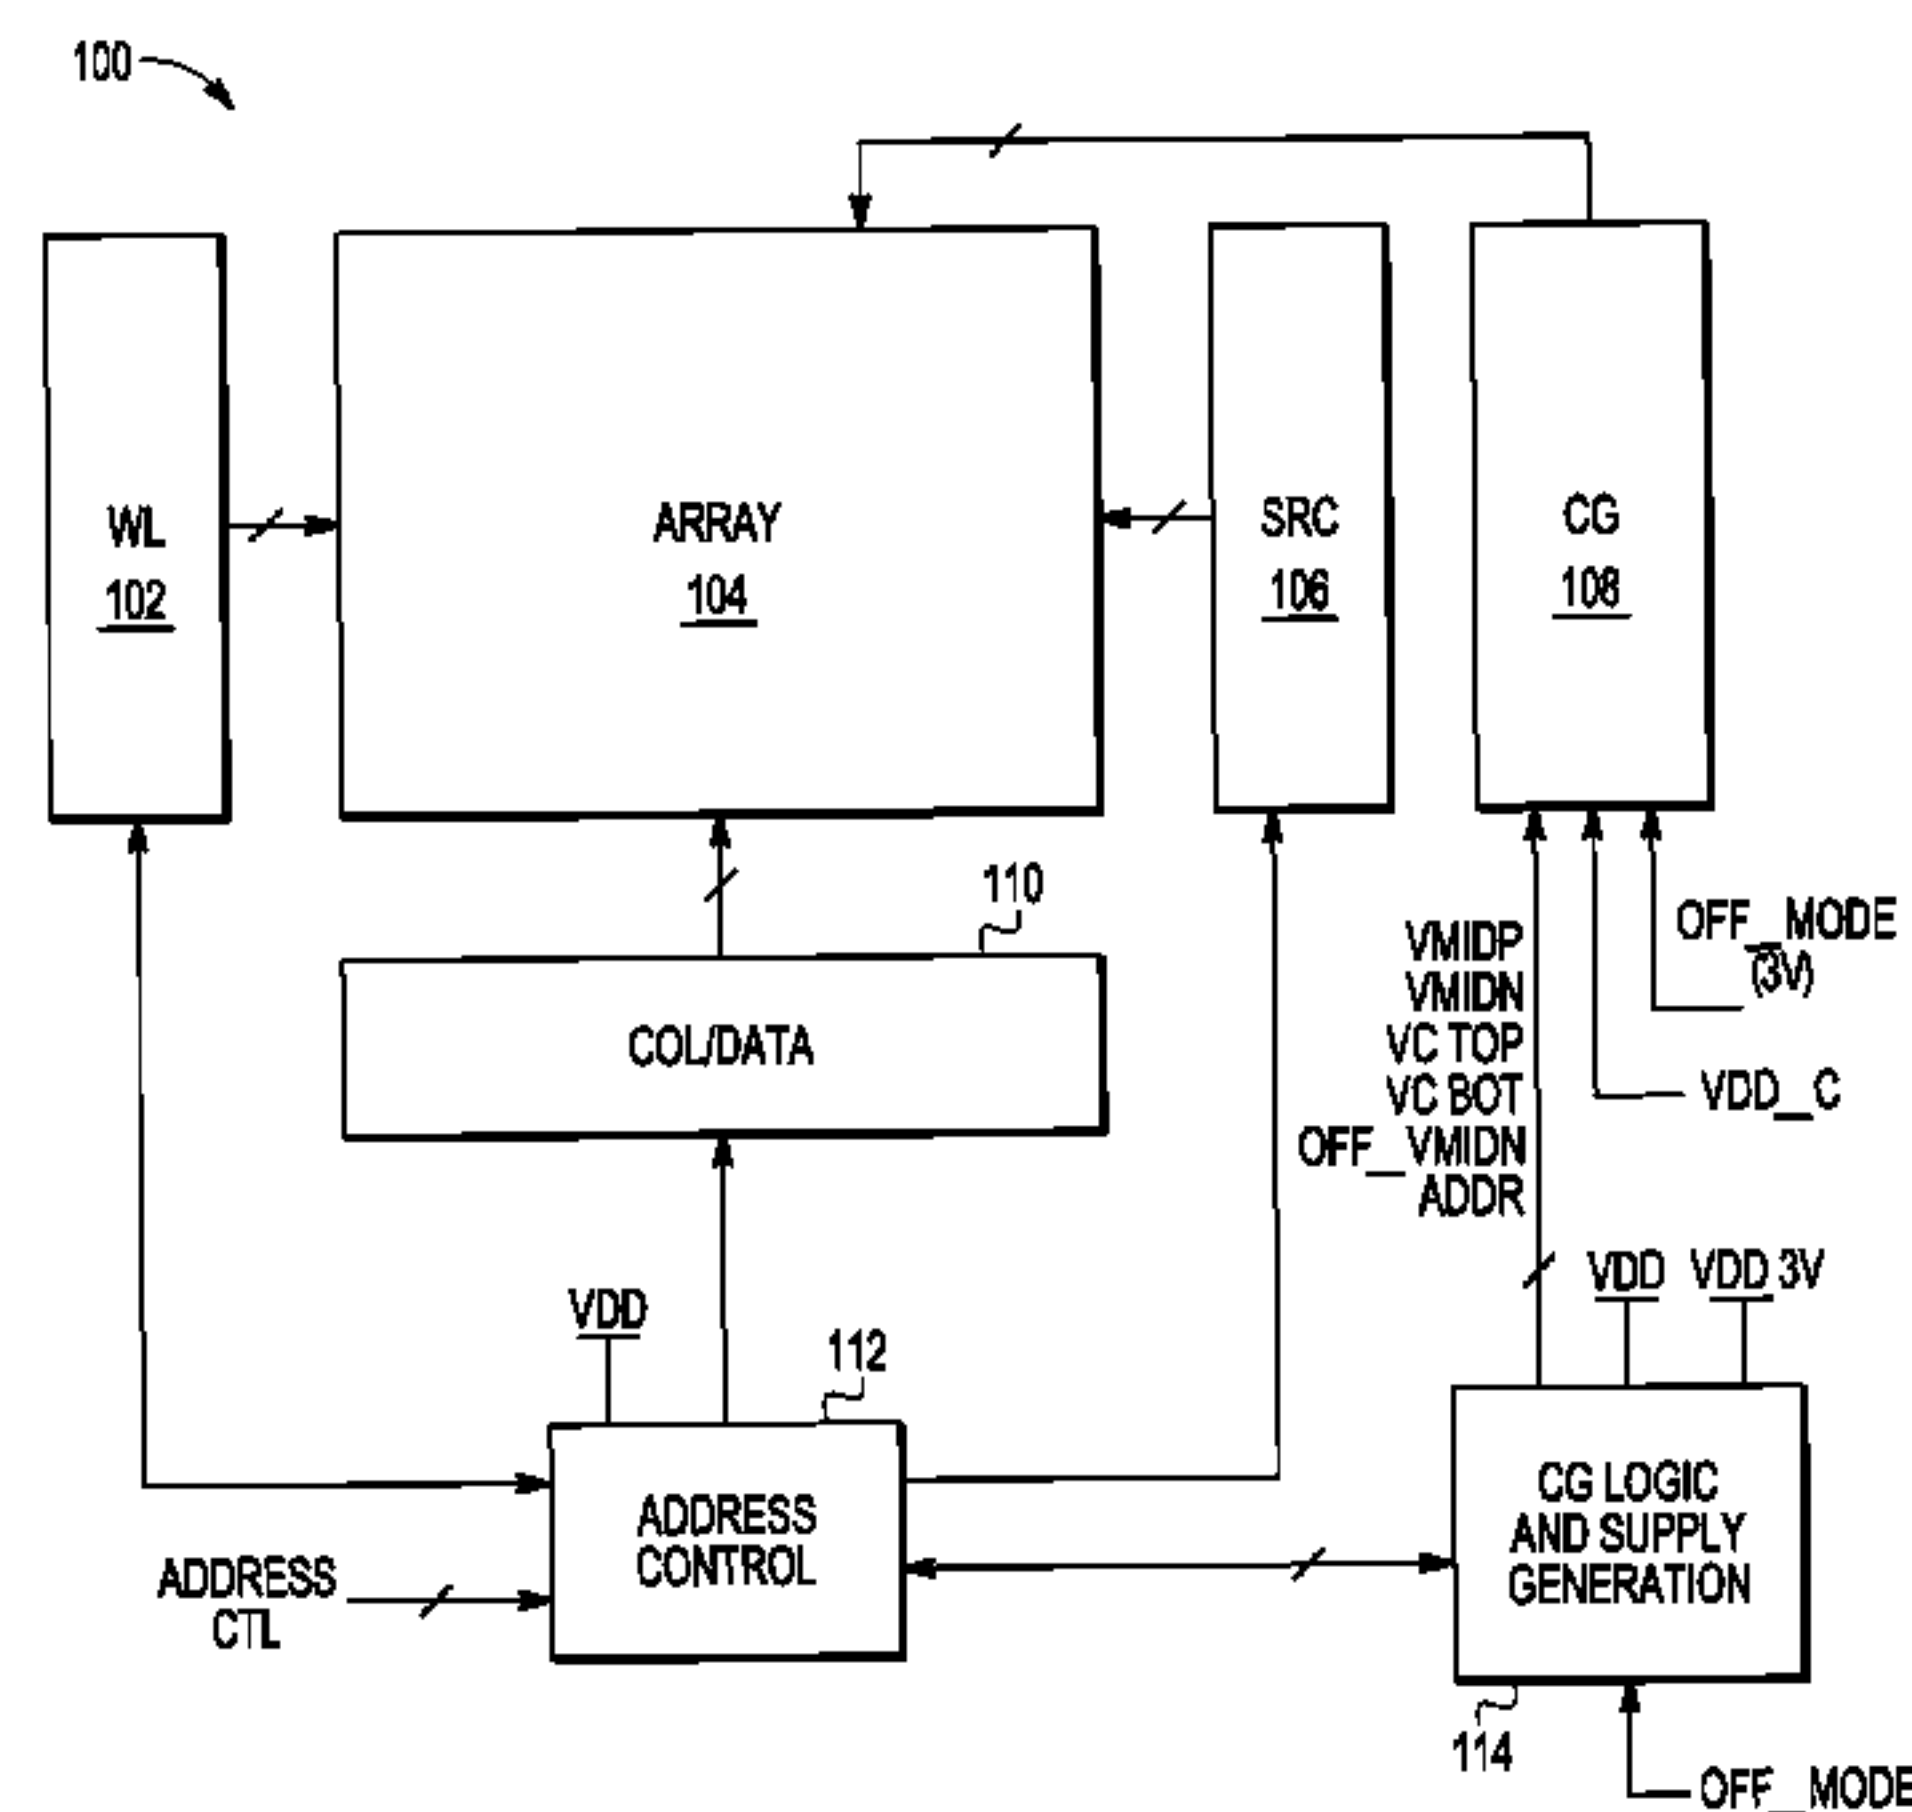 100
WL
102
ARRAY
104
SRC
106
CG
108
110
COL/DATA
VMIDP
VMIDN
VC TOP
VC BOT
OFF_VMIDN
ADDR
OFF_MODE
(3V)
VDD_C
VDD
112
VDD
VDD 3V
ADDRESS
CONTROL
ADDRESS
CTL
CG LOGIC
AND SUPPLY
GENERATION
114
OFF_MODE